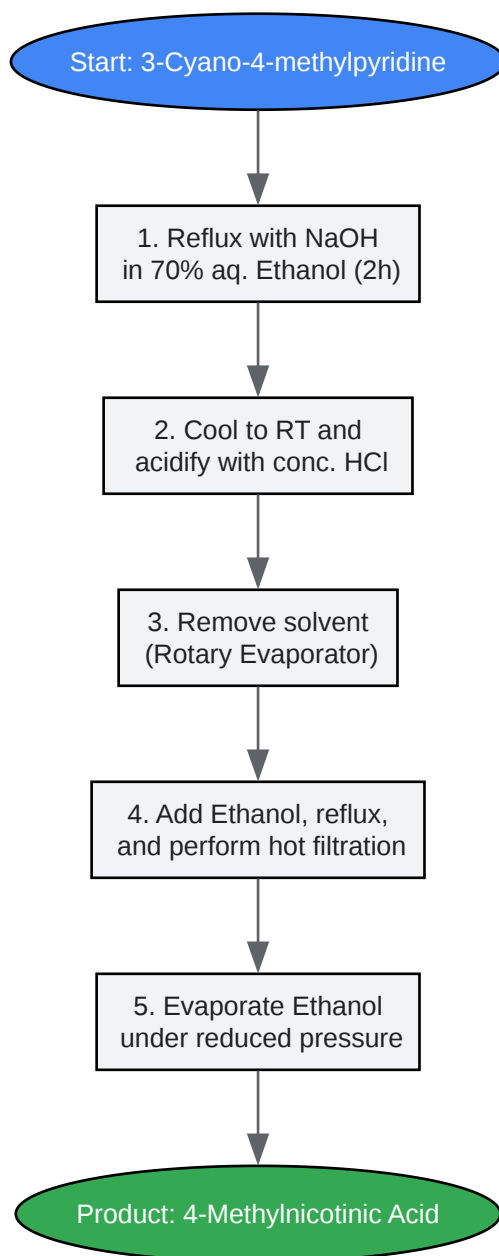 Start: 3-Cyano-4-methylpyridine
1. Reflux with NaOH
in 70% aq. Ethanol (2h)
2. Cool to RT and
acidify with conc. HCl
3. Remove solvent
(Rotary Evaporator)
4. Add Ethanol, reflux,
and perform hot filtration
5. Evaporate Ethanol
under reduced pressure
Product: 4-Methylnicotinic Acid